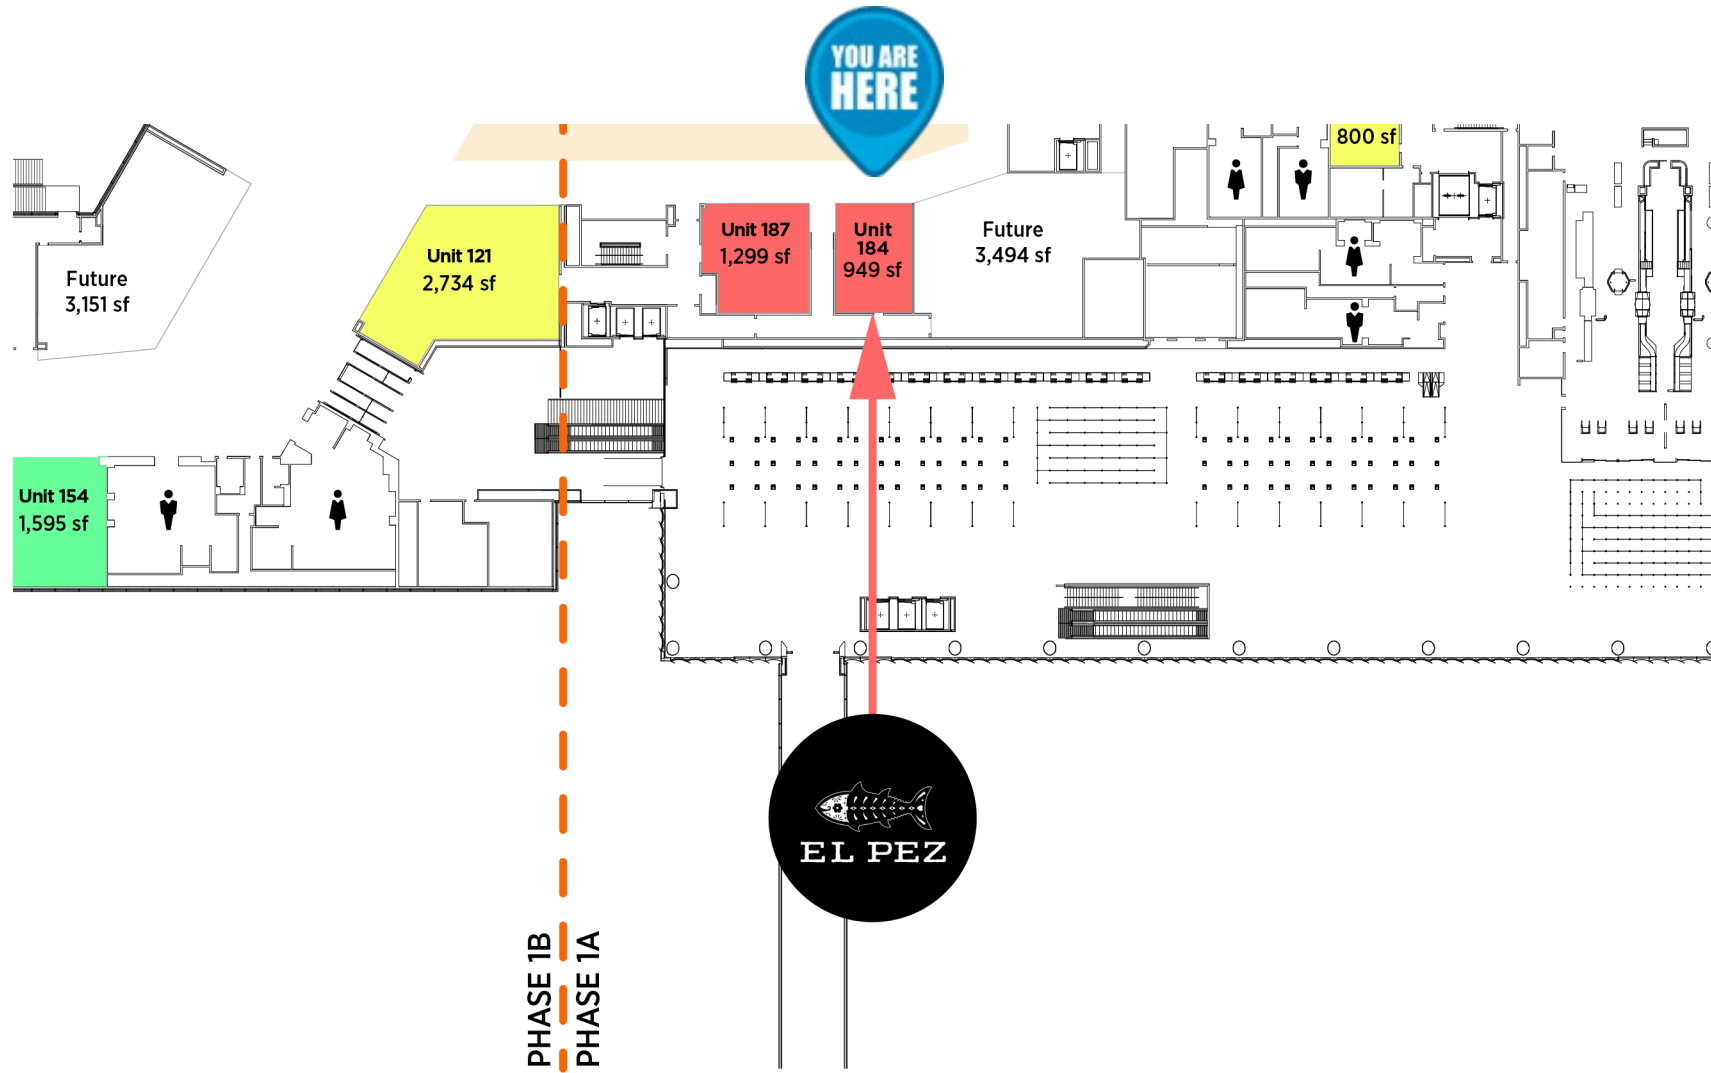 YOU ARE
HERE
800 sf
Unit 187
1,299 sf
Unit
184
949 sf
Future
3,494 sf
Unit 121
2,734 sf
Future
3,151 sf
Unit 154
1,595 sf
EL PEZ
PHASE 1B
PHASE 1A